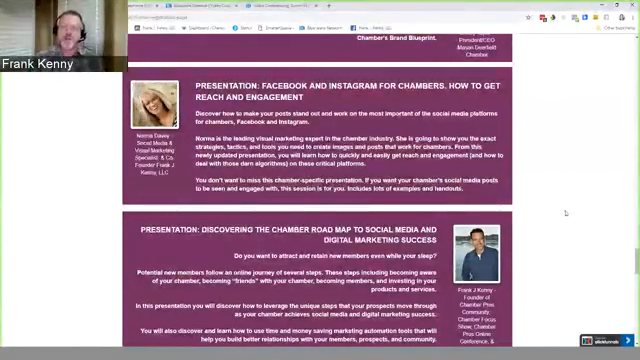 Chamber's Brand Blueprint.
President/CEO
Chamber
Frank Kenny
PRESENTATION: FACEBOOK AND INSTAGRAM FOR CHAMBERS. HOW TO GET
REACH AND ENGAGEMENT
Discover how to make your posts stand out and work on the most important of the social media platforms
for chambers, Facebook and Instagram.
Norma is the leading visual marketing expert in the chamber industry. She is going to show you the exact
strategies, tactics, and tools you need to create images and posts that work for chambers. From this
newly updated presentation, you will learn how to quickly and easily get reach and engagement (and how to
deal with those darn algorithms) on these critical platforms.
You don't want to miss this chamber-specific presentation. If you want your chamber's social media posts
to be seen and engaged with, this session is for you. Includes lots of examples and handouts.
Social Media &
Visual Marketing
Specialist, & Co.
Founder Frank J
Kenny, LLC
PRESENTATION: DISCOVERING THE CHAMBER ROAD MAP TO SOCIAL MEDIA AND
DIGITAL MARKETING SUCCESS
Do you want to attract and retain new members even while your sleep?
Potential new members follow an online journey of several steps. These steps including becoming aware
of your chamber, becoming "friends" with your chamber, becoming members, and investing in your
products and services.
In this presentation you will discover how to leverage the unique steps that your prospects move through
as your chamber achieves social media and digital marketing success.
You will also discover and learn how to use time and money saving marketing automation tools that will
help you build better relationships with your members, prospects, and community.
Frank J Kenny -
Founder of
Chamber Pros
Community,
Chamber Focus
Show, Chamber
Pros Online
Conference, &